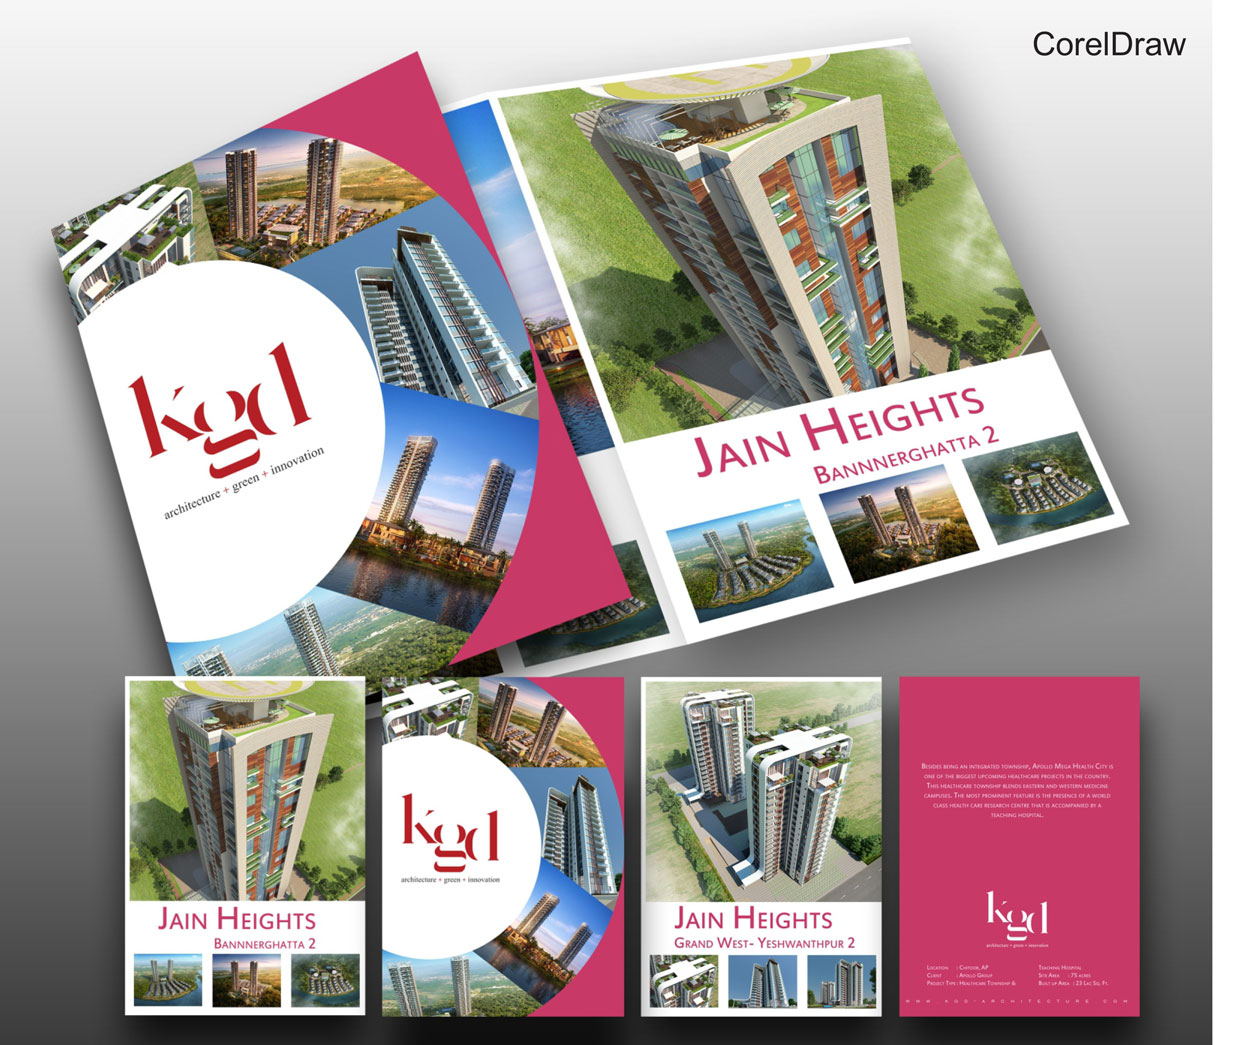 CorelDraw
kgd
architecture + green + innovation
JAIN HEIGHTS
BANNNERGHATTA 2
JAIN HEIGHTS
BANNNERGHATTA 2
kgd
architecture + green + innovation
JAIN HEIGHTS
GRAND WEST- YESHWANTHPUR 2
BESIDES BEING AN INTEGRATED TOWNSHIP, APOLLO MEGA HEALTH CITY IS
ONE OF THE BIGGEST UPCOMING HEALTHCARE PROJECTS IN THE COUNTRY.
THIS HEALTHCARE TOWNSHIP BLENDS EASTERN AND WESTERN MEDICINE
CAMPUSES. THE MOST PROMINENT FEATURE IS THE PRESENCE OF A WORLD
CLASS HEALTH CARE RESEARCH CENTRE THAT IS ACCOMPANIED BY A
TEACHING HOSPITAL.
kgd
architecture + green + innovation
LOCATION : CHITOOR, AP
CLIENT : APOLLO GROUP
PROJECT TYPE : HEALTHCARE TOWNSHIP &
TEACHING HOSPITAL
SITE AREA : 75 ACRES
BUILT UP AREA : 23 LAC SQ. FT.
WWW.KGD-ARCHITECTURE.COM